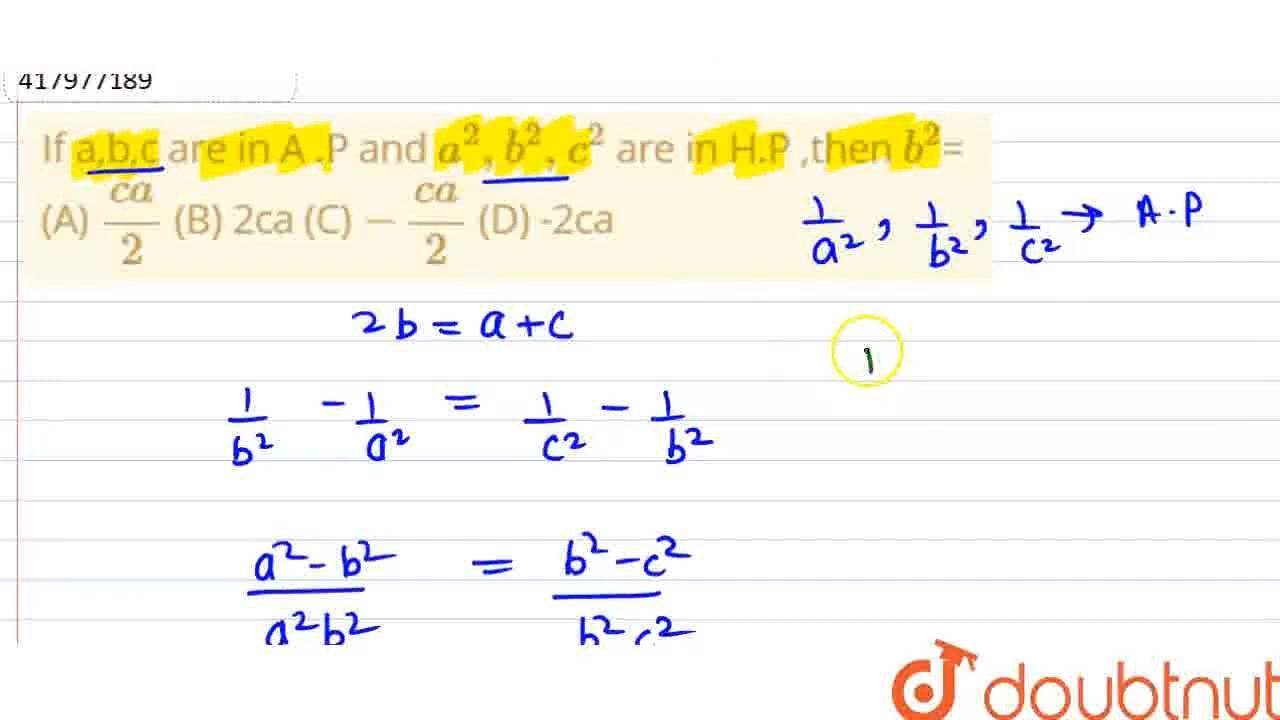 417977189
If a,b,c are in A .P and a², b², c² are in H.P ,then b²=
(A) ca/2 (B) 2ca (C) − ca/2 (D) -2ca
1/a², 1/b², 1/c² → A.P
2b = a+c
1
1/b² - 1/a² = 1/c² - 1/b²
a²-b²/a²b² = b²-c²/b²c²
doubtnut